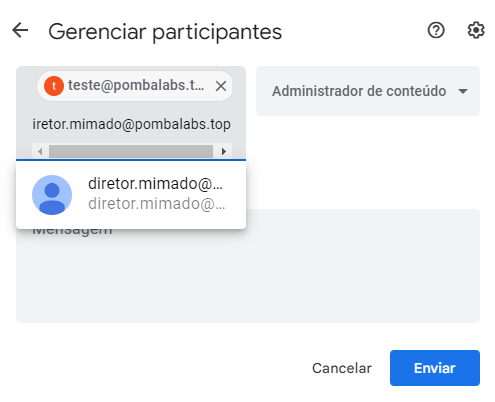 Gerenciar participantes
t teste@pombalabs.t...
Administrador de conteúdo
iretor.mimado@pombalabs.top
diretor.mimado@...
diretor.mimado@...
Mensagem
Cancelar
Enviar